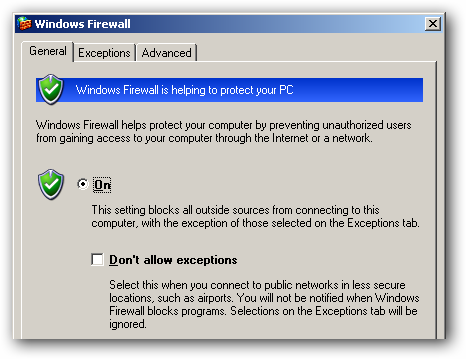 Windows Firewall
General Exceptions Advanced
Windows Firewall is helping to protect your PC
Windows Firewall helps protect your computer by preventing unauthorized users
from gaining access to your computer through the Internet or a network.
On
This setting blocks all outside sources from connecting to this
computer, with the exception of those selected on the Exceptions tab.
Don't allow exceptions
Select this when you connect to public networks in less secure
locations, such as airports. You will not be notified when Windows
Firewall blocks programs. Selections on the Exceptions tab will be
ignored.